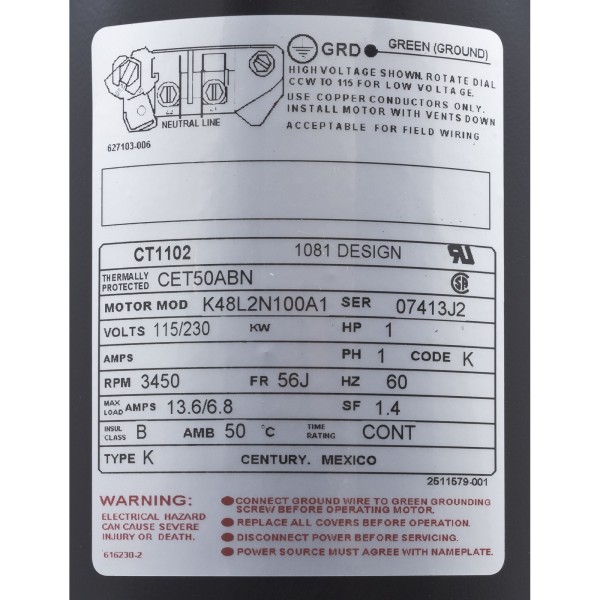 GRD GREEN (GROUND)
HIGH VOLTAGE SHOWN. ROTATE DIAL
CCW TO 115 FOR LOW VOLTAGE.
USE COPPER CONDUCTORS ONLY.
INSTALL MOTOR WITH VENTS DOWN
ACCEPTABLE FOR FIELD WIRING
NEUTRAL LINE
627103-006
CT1102 1081 DESIGN
THERMALLY PROTECTED CET50ABN
MOTOR MOD K48L2N100A1 SER 07413J2
VOLTS 115/230 KW HP 1
AMPS PH 1 CODE K
RPM 3450 FR 56J HZ 60
MAX LOAD AMPS 13.6/6.8 SF 1.4
INSUL CLASS B AMB 50 °C TIME RATING CONT
TYPE K CENTURY. MEXICO
2511579-001
WARNING:
ELECTRICAL HAZARD
CAN CAUSE SEVERE
INJURY OR DEATH.
616230-2
●CONNECT GROUND WIRE TO GREEN GROUNDING
SCREW BEFORE OPERATING MOTOR.
●REPLACE ALL COVERS BEFORE OPERATION.
●DISCONNECT POWER BEFORE SERVICING.
●POWER SOURCE MUST AGREE WITH NAMEPLATE.